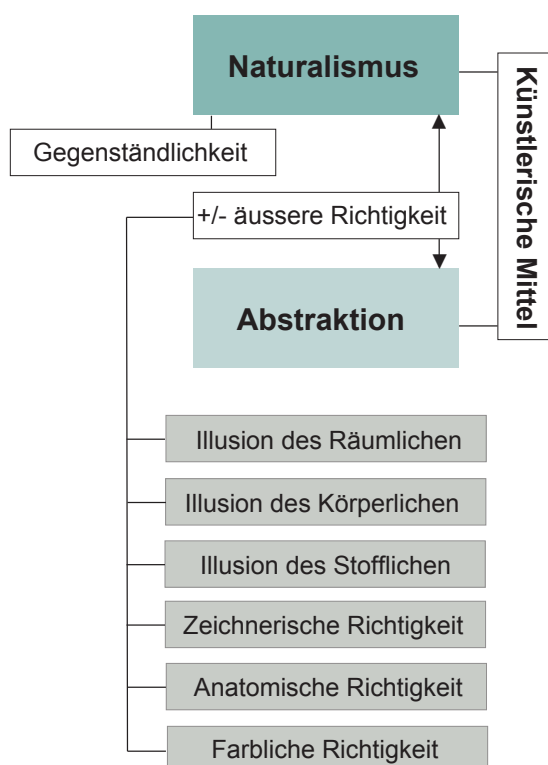 Naturalismus
Künstlerische Mittel
Gegenständlichkeit
+/- äussere Richtigkeit
Abstraktion
Illusion des Räumlichen
Illusion des Körperlichen
Illusion des Stofflichen
Zeichnerische Richtigkeit
Anatomische Richtigkeit
Farbliche Richtigkeit